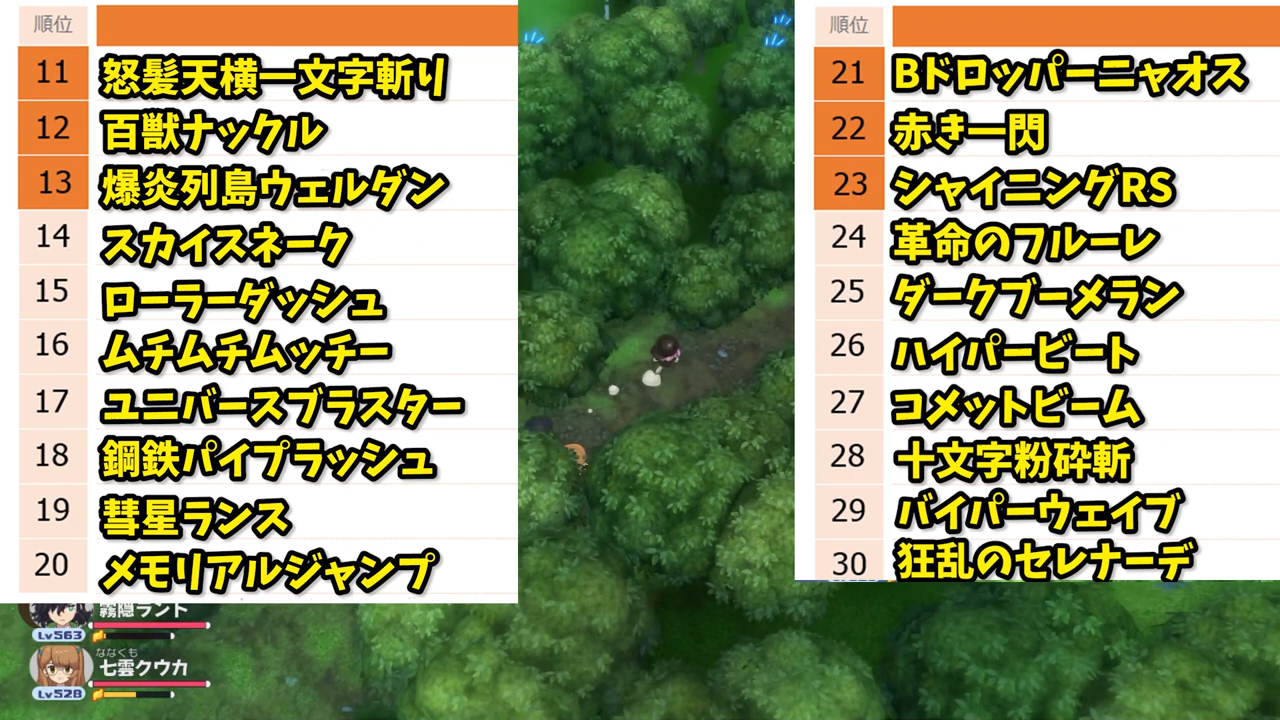 順位
11 怒髪天横一文字斬り
12 百獣ナックル
13 爆炎列島ウェルダン
14 スカイスネーク
15 ローラーダッシュ
16 ムチムチムッチー
17 ユニバースブラスター
18 鋼鉄パイプラッシュ
19 彗星ランス
20 メモリアルジャンプ
順位
21 Bドロッパーニャオス
22 赤き一閃
23 シャイニングRS
24 革命のフルーレ
25 ダークブーメラン
26 ハイパービート
27 コメットビーム
28 十文字粉砕斬
29 バイパーウェイブ
30 狂乱のセレナーデ
霧隠ラント
Lv563
ななくも
七雲クウカ
Lv528